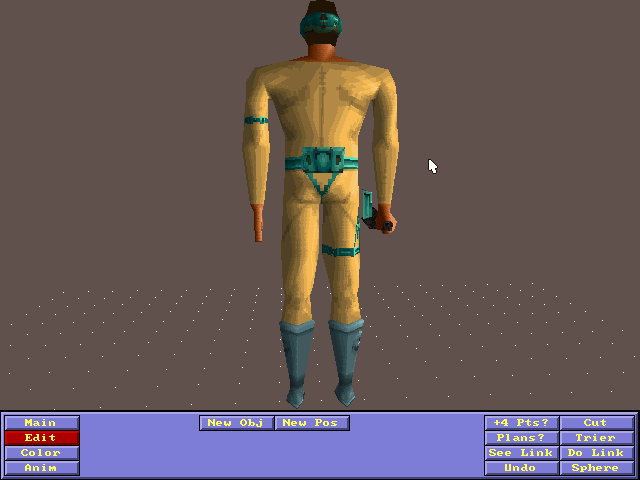 Main New Obj New Pos +4 Pts? Cut
Edit Plans? Trier
Color See Link Do Link
Anim Undo Sphere